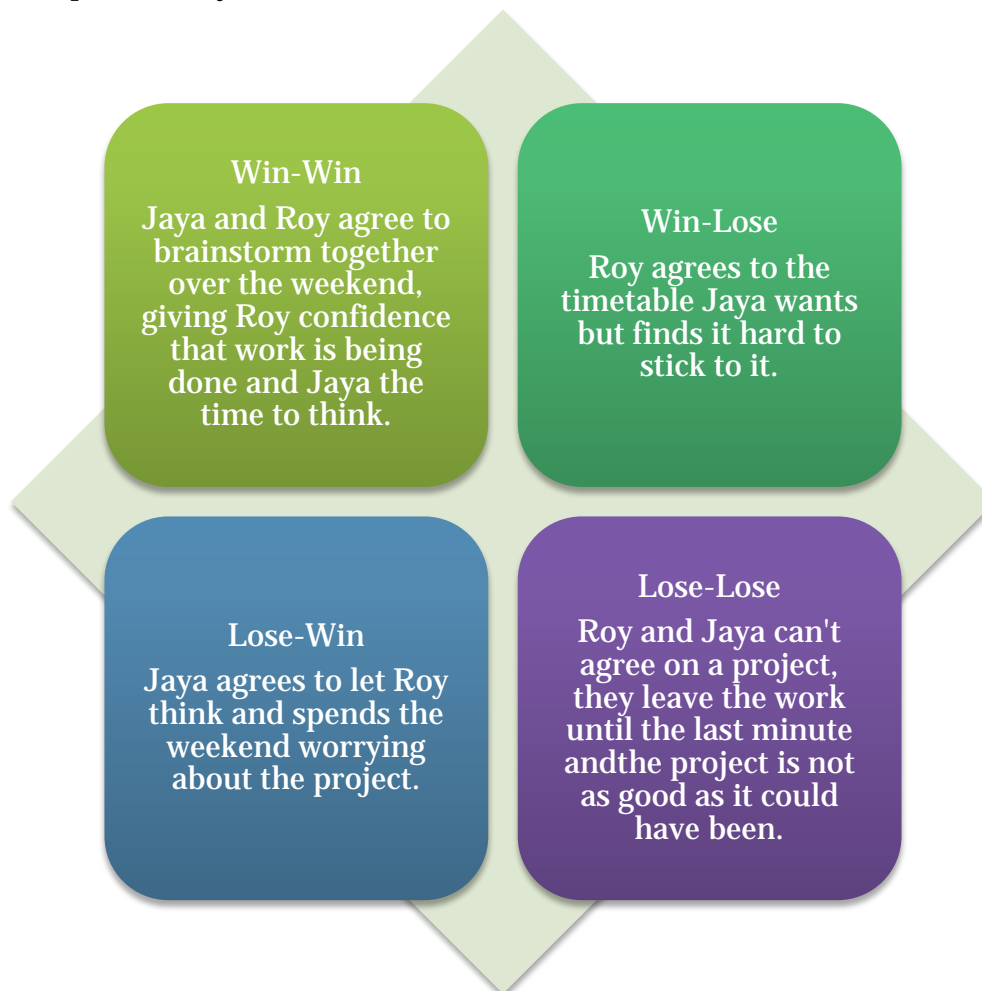 Win-Win
Jaya and Roy agree to
brainstorm together
over the weekend,
giving Roy confidence
that work is being
done and Jaya the
time to think.
Win-Lose
Roy agrees to the
timetable Jaya wants
but finds it hard to
stick to it.
Lose-Win
Jaya agrees to let Roy
think and spends the
weekend worrying
about the project.
Lose-Lose
Roy and Jaya can't
agree on a project,
they leave the work
until the last minute
andthe project is not
as good as it could
have been.